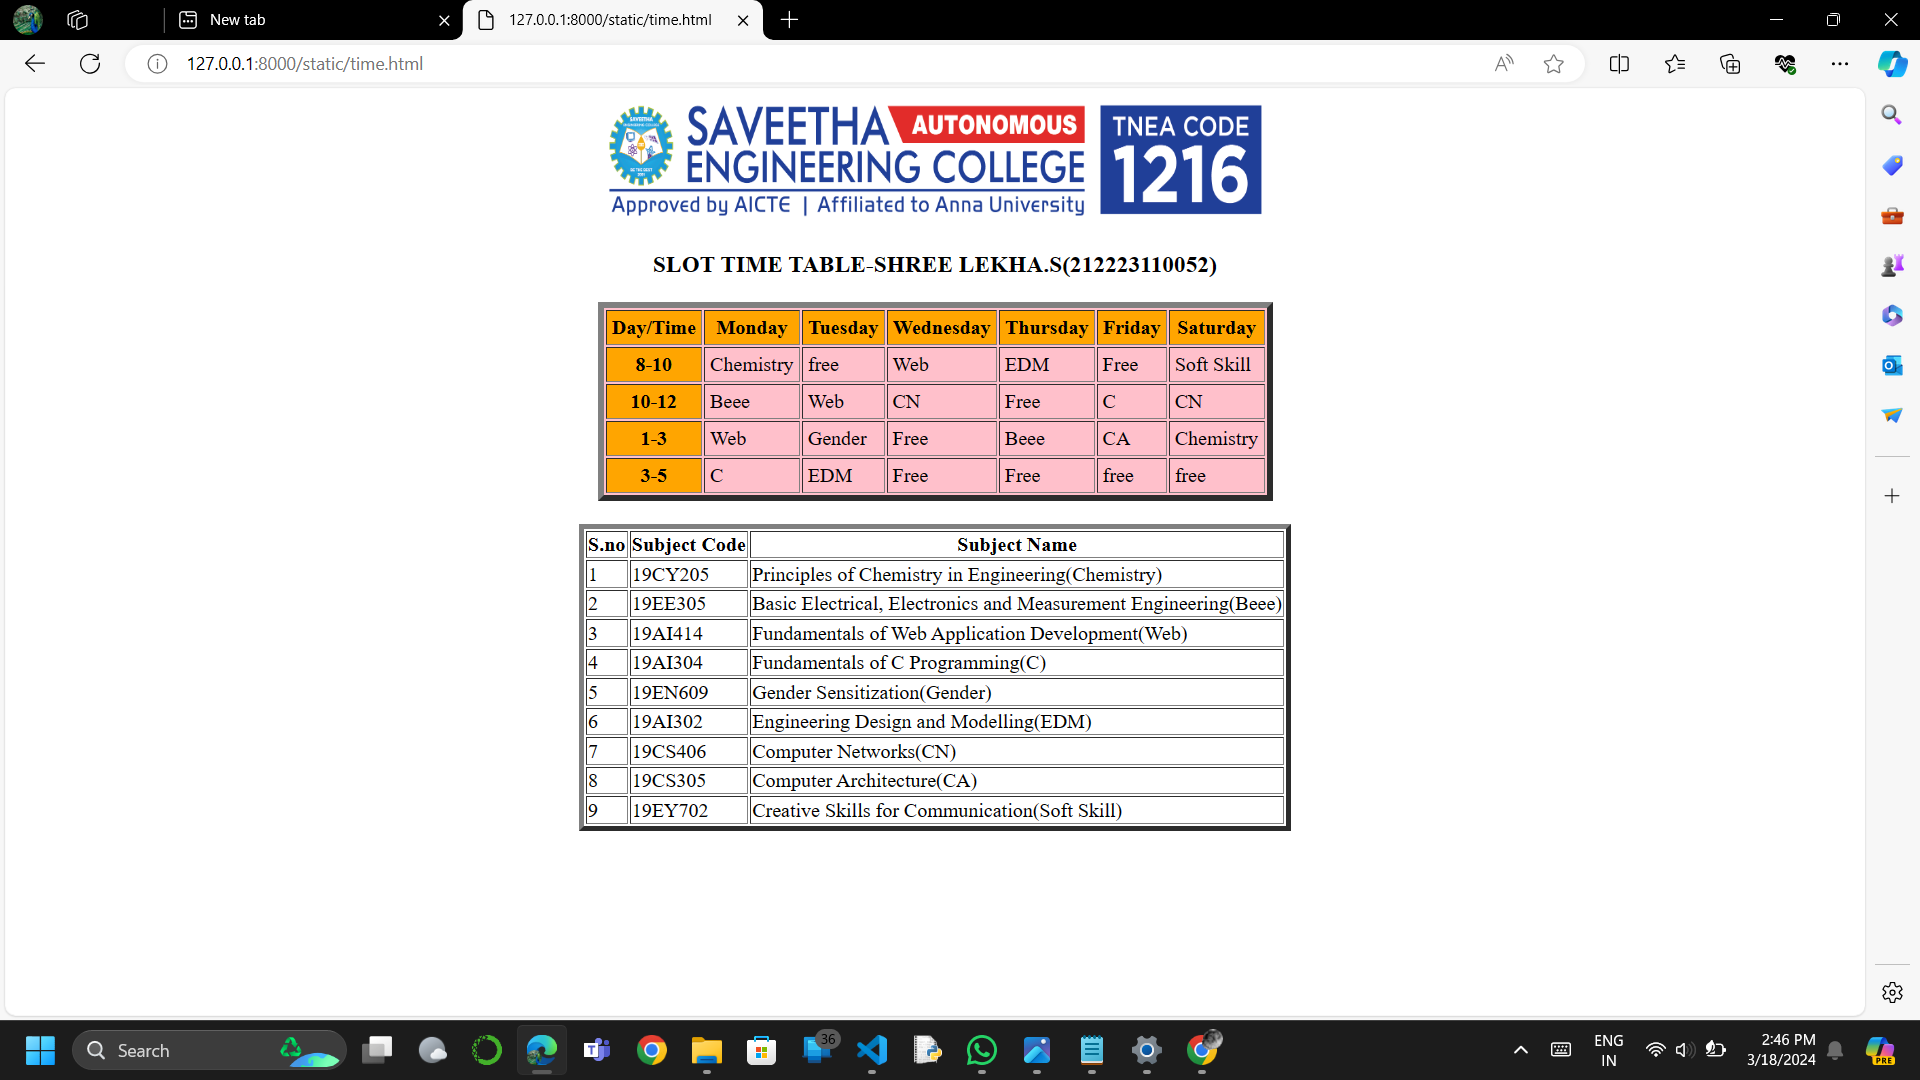 New tab
127.0.0.1:8000/static/time.html
127.0.0.1:8000/static/time.html
SAVEETHA AUTONOMOUS
ENGINEERING COLLEGE
Approved by AICTE | Affiliated to Anna University
TNEA CODE
1216
SLOT TIME TABLE-SHREE LEKHA.S(212223110052)
Day/Time Monday Tuesday Wednesday Thursday Friday Saturday
8-10 Chemistry free Web EDM Free Soft Skill
10-12 Beee Web CN Free C CN
1-3 Web Gender Free Beee CA Chemistry
3-5 C EDM Free Free free free
S.no Subject Code Subject Name
1 19CY205 Principles of Chemistry in Engineering(Chemistry)
2 19EE305 Basic Electrical, Electronics and Measurement Engineering(Beee)
3 19AI414 Fundamentals of Web Application Development(Web)
4 19AI304 Fundamentals of C Programming(C)
5 19EN609 Gender Sensitization(Gender)
6 19AI302 Engineering Design and Modelling(EDM)
7 19CS406 Computer Networks(CN)
8 19CS305 Computer Architecture(CA)
9 19EY702 Creative Skills for Communication(Soft Skill)
Search
36
ENG
IN
2:46 PM
3/18/2024
PRE